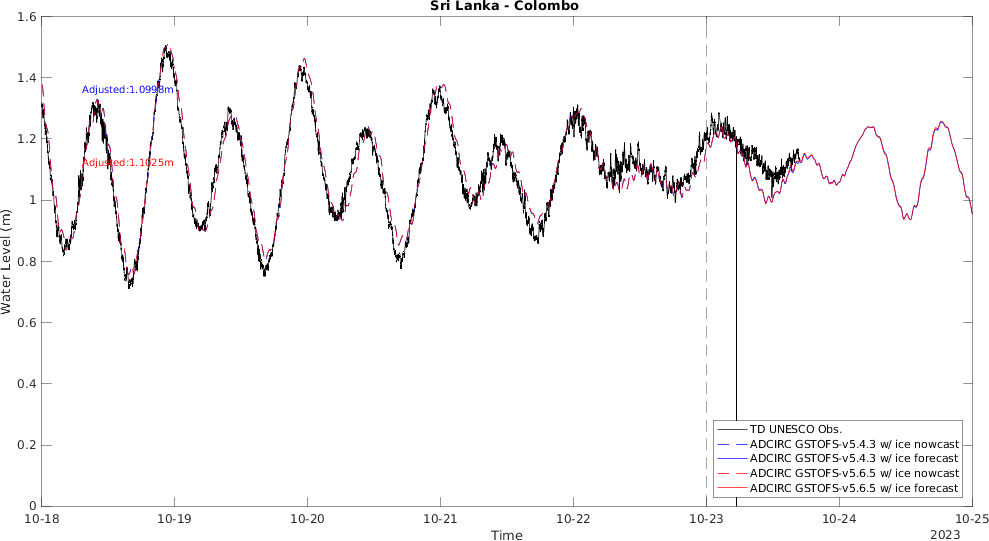 Sri Lanka - Colombo
Water Level (m)
1.6
1.4
1.2
1
0.8
0.6
0.4
0.2
0
Adjusted:1.0998m
Adjusted:1.1025m
TD UNESCO Obs.
ADCIRC GSTOFS-v5.4.3 w/ ice nowcast
ADCIRC GSTOFS-v5.4.3 w/ ice forecast
ADCIRC GSTOFS-v5.6.5 w/ ice nowcast
ADCIRC GSTOFS-v5.6.5 w/ ice forecast
10-18 10-19 10-20 10-21 10-22 10-23 10-24 10-25
Time
2023